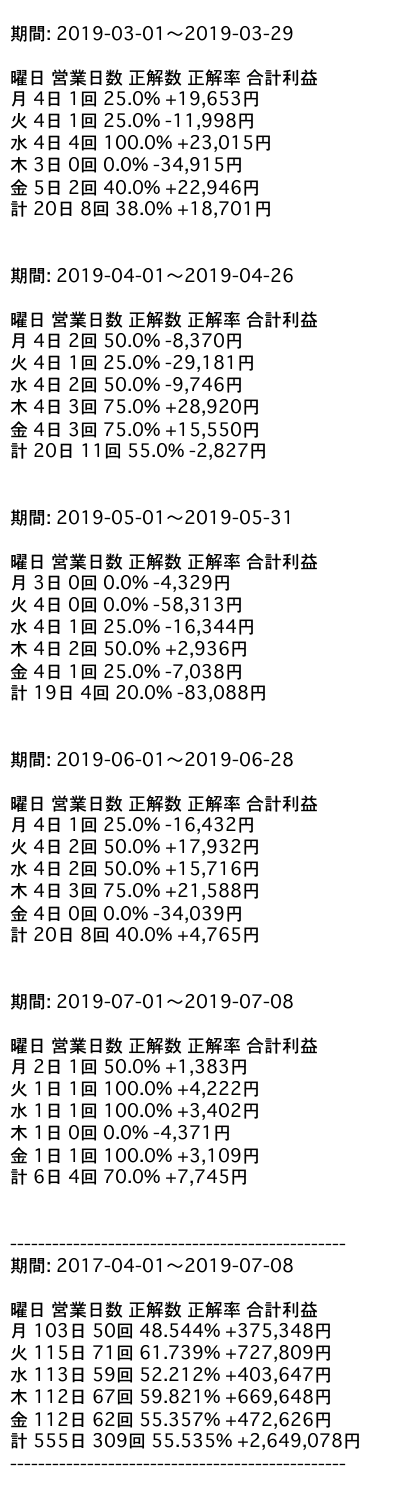 期間: 2019-03-01～2019-03-29
曜日 営業日数 正解数 正解率 合計利益
月 4日 1回 25.0% +19,653円
火 4日 1回 25.0% -11,998円
水 4日 4回 100.0% +23,015円
木 3日 0回 0.0% -34,915円
金 5日 2回 40.0% +22,946円
計 20日 8回 38.0% +18,701円
期間: 2019-04-01～2019-04-26
曜日 営業日数 正解数 正解率 合計利益
月 4日 2回 50.0% -8,370円
火 4日 1回 25.0% -29,181円
水 4日 2回 50.0% -9,746円
木 4日 3回 75.0% +28,920円
金 4日 3回 75.0% +15,550円
計 20日 11回 55.0% -2,827円
期間: 2019-05-01～2019-05-31
曜日 営業日数 正解数 正解率 合計利益
月 3日 0回 0.0% -4,329円
火 4日 0回 0.0% -58,313円
水 4日 1回 25.0% -16,344円
木 4日 2回 50.0% +2,936円
金 4日 1回 25.0% -7,038円
計 19日 4回 20.0% -83,088円
期間: 2019-06-01～2019-06-28
曜日 営業日数 正解数 正解率 合計利益
月 4日 1回 25.0% -16,432円
火 4日 2回 50.0% +17,932円
水 4日 2回 50.0% +15,716円
木 4日 3回 75.0% +21,588円
金 4日 0回 0.0% -34,039円
計 20日 8回 40.0% +4,765円
期間: 2019-07-01～2019-07-08
曜日 営業日数 正解数 正解率 合計利益
月 2日 1回 50.0% +1,383円
火 1日 1回 100.0% +4,222円
水 1日 1回 100.0% +3,402円
木 1日 0回 0.0% -4,371円
金 1日 1回 100.0% +3,109円
計 6日 4回 70.0% +7,745円
------------------------------------------------
期間: 2017-04-01～2019-07-08
曜日 営業日数 正解数 正解率 合計利益
月 103日 50回 48.544% +375,348円
火 115日 71回 61.739% +727,809円
水 113日 59回 52.212% +403,647円
木 112日 67回 59.821% +669,648円
金 112日 62回 55.357% +472,626円
計 555日 309回 55.535% +2,649,078円
------------------------------------------------